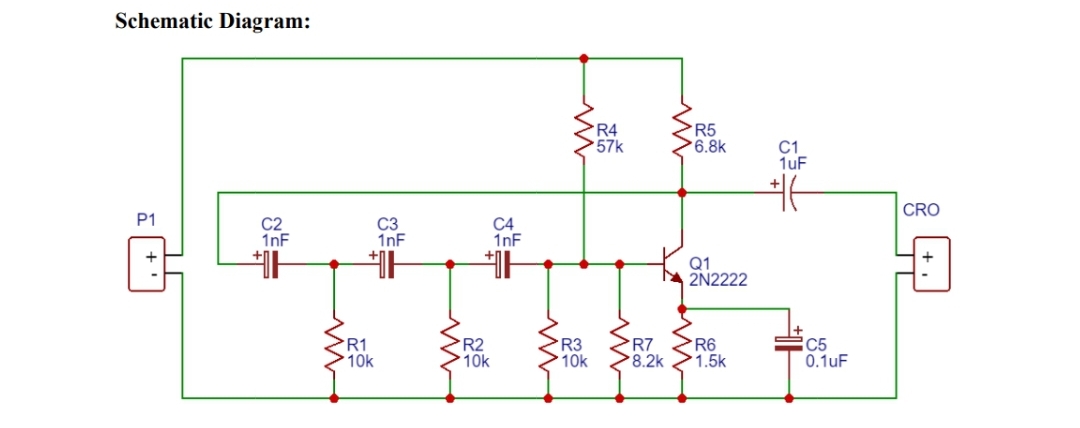 Schematic Diagram:
R4
57k
R5
6.8k
C1
1uF
+
P1
+
-
C2
1nF
+
C3
1nF
+
C4
1nF
+
CRO
+
-
Q1
2N2222
R1
10k
R2
10k
R3
10k
R7
8.2k
R6
1.5k
+
C5
0.1uF